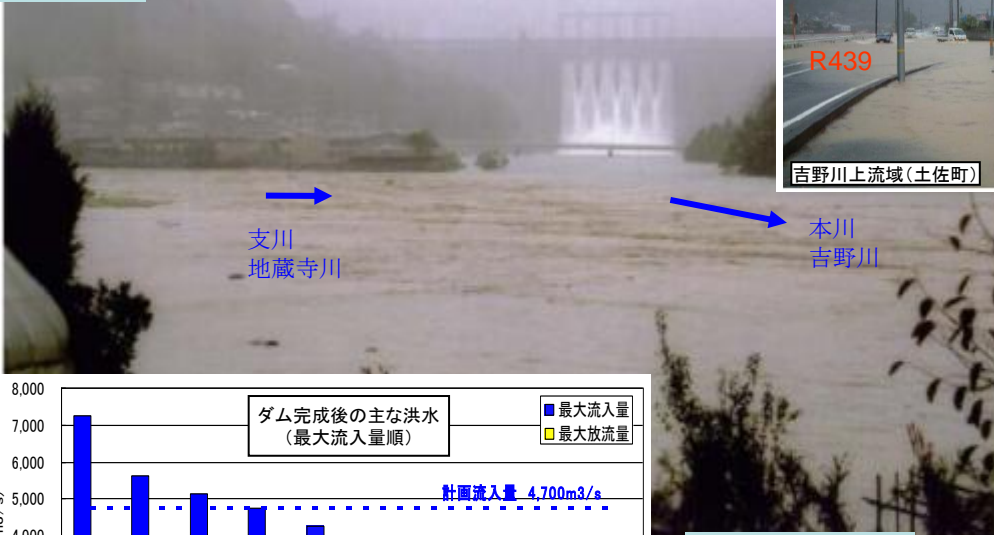 R439
吉野川上流域(土佐町)
支川
地蔵寺川
本川
吉野川
8,000
7,000
6,000
5,000
ダム完成後の主な洪水
(最大流入量順)
最大流入量
最大放流量
計画流入量 4,700m3/s